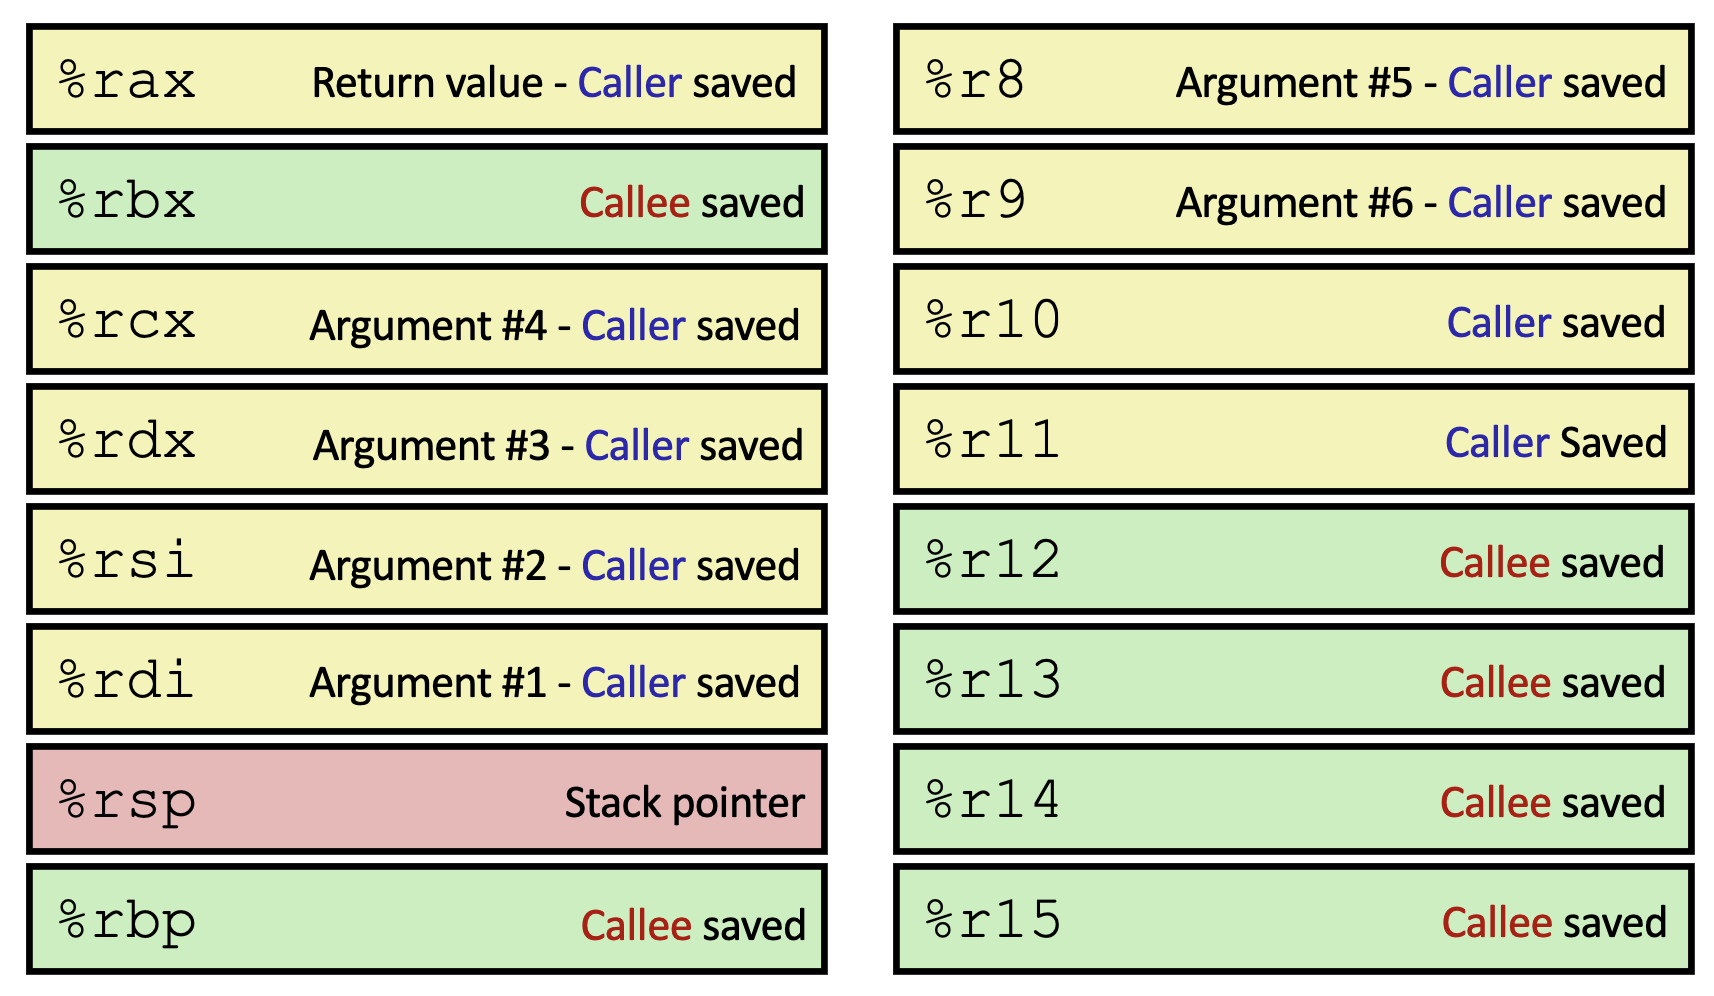 %rax Return value - Caller saved
%rbx Callee saved
%rcx Argument #4 - Caller saved
%rdx Argument #3 - Caller saved
%rsi Argument #2 - Caller saved
%rdi Argument #1 - Caller saved
%rsp Stack pointer
%rbp Callee saved
%r8 Argument #5 - Caller saved
%r9 Argument #6 - Caller saved
%r10 Caller saved
%r11 Caller Saved
%r12 Callee saved
%r13 Callee saved
%r14 Callee saved
%r15 Callee saved